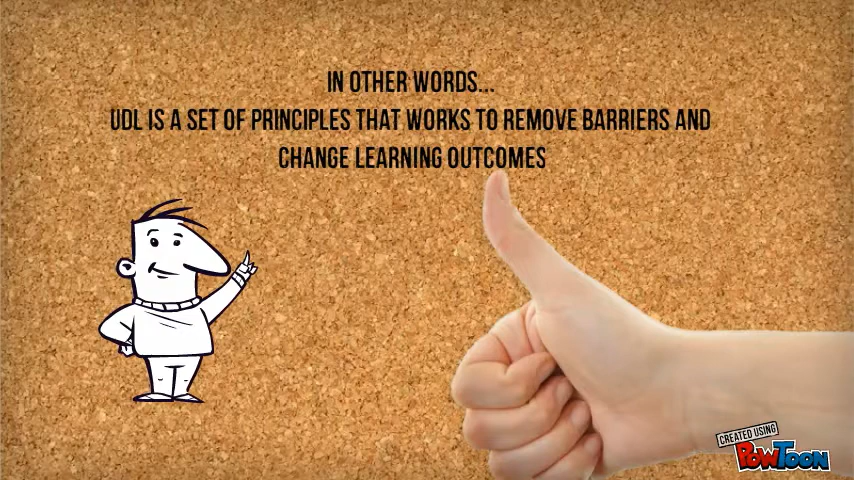 IN OTHER WORDS...
UDL IS A SET OF PRINCIPLES THAT WORKS TO REMOVE BARRIERS AND
CHANGE LEARNING OUTCOMES
CREATED USING
POWTOON